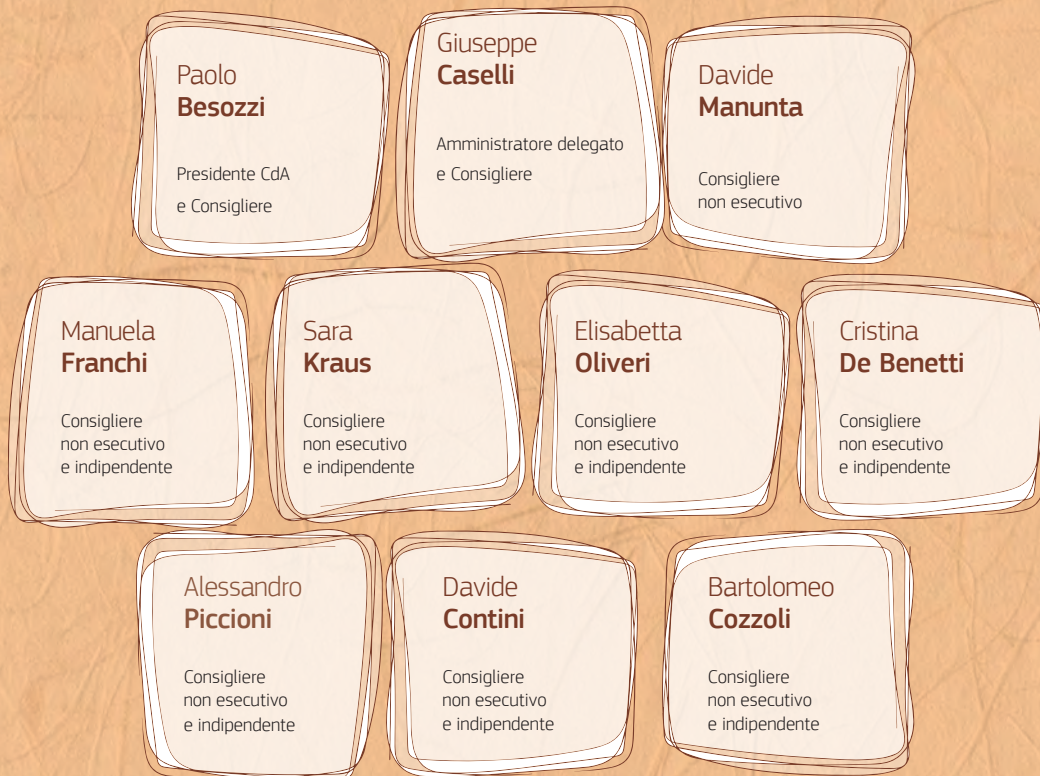 Paolo
Besozzi
Presidente CdA
e Consigliere
Giuseppe
Caselli
Amministratore delegato
e Consigliere
Davide
Manunta
Consigliere
non esecutivo
Manuela
Franchi
Consigliere
non esecutivo
e indipendente
Sara
Kraus
Consigliere
non esecutivo
e indipendente
Elisabetta
Oliveri
Consigliere
non esecutivo
e indipendente
Cristina
De Benetti
Consigliere
non esecutivo
e indipendente
Alessandro
Piccioni
Consigliere
non esecutivo
e indipendente
Davide
Contini
Consigliere
non esecutivo
e indipendente
Bartolomeo
Cozzoli
Consigliere
non esecutivo
e indipendente